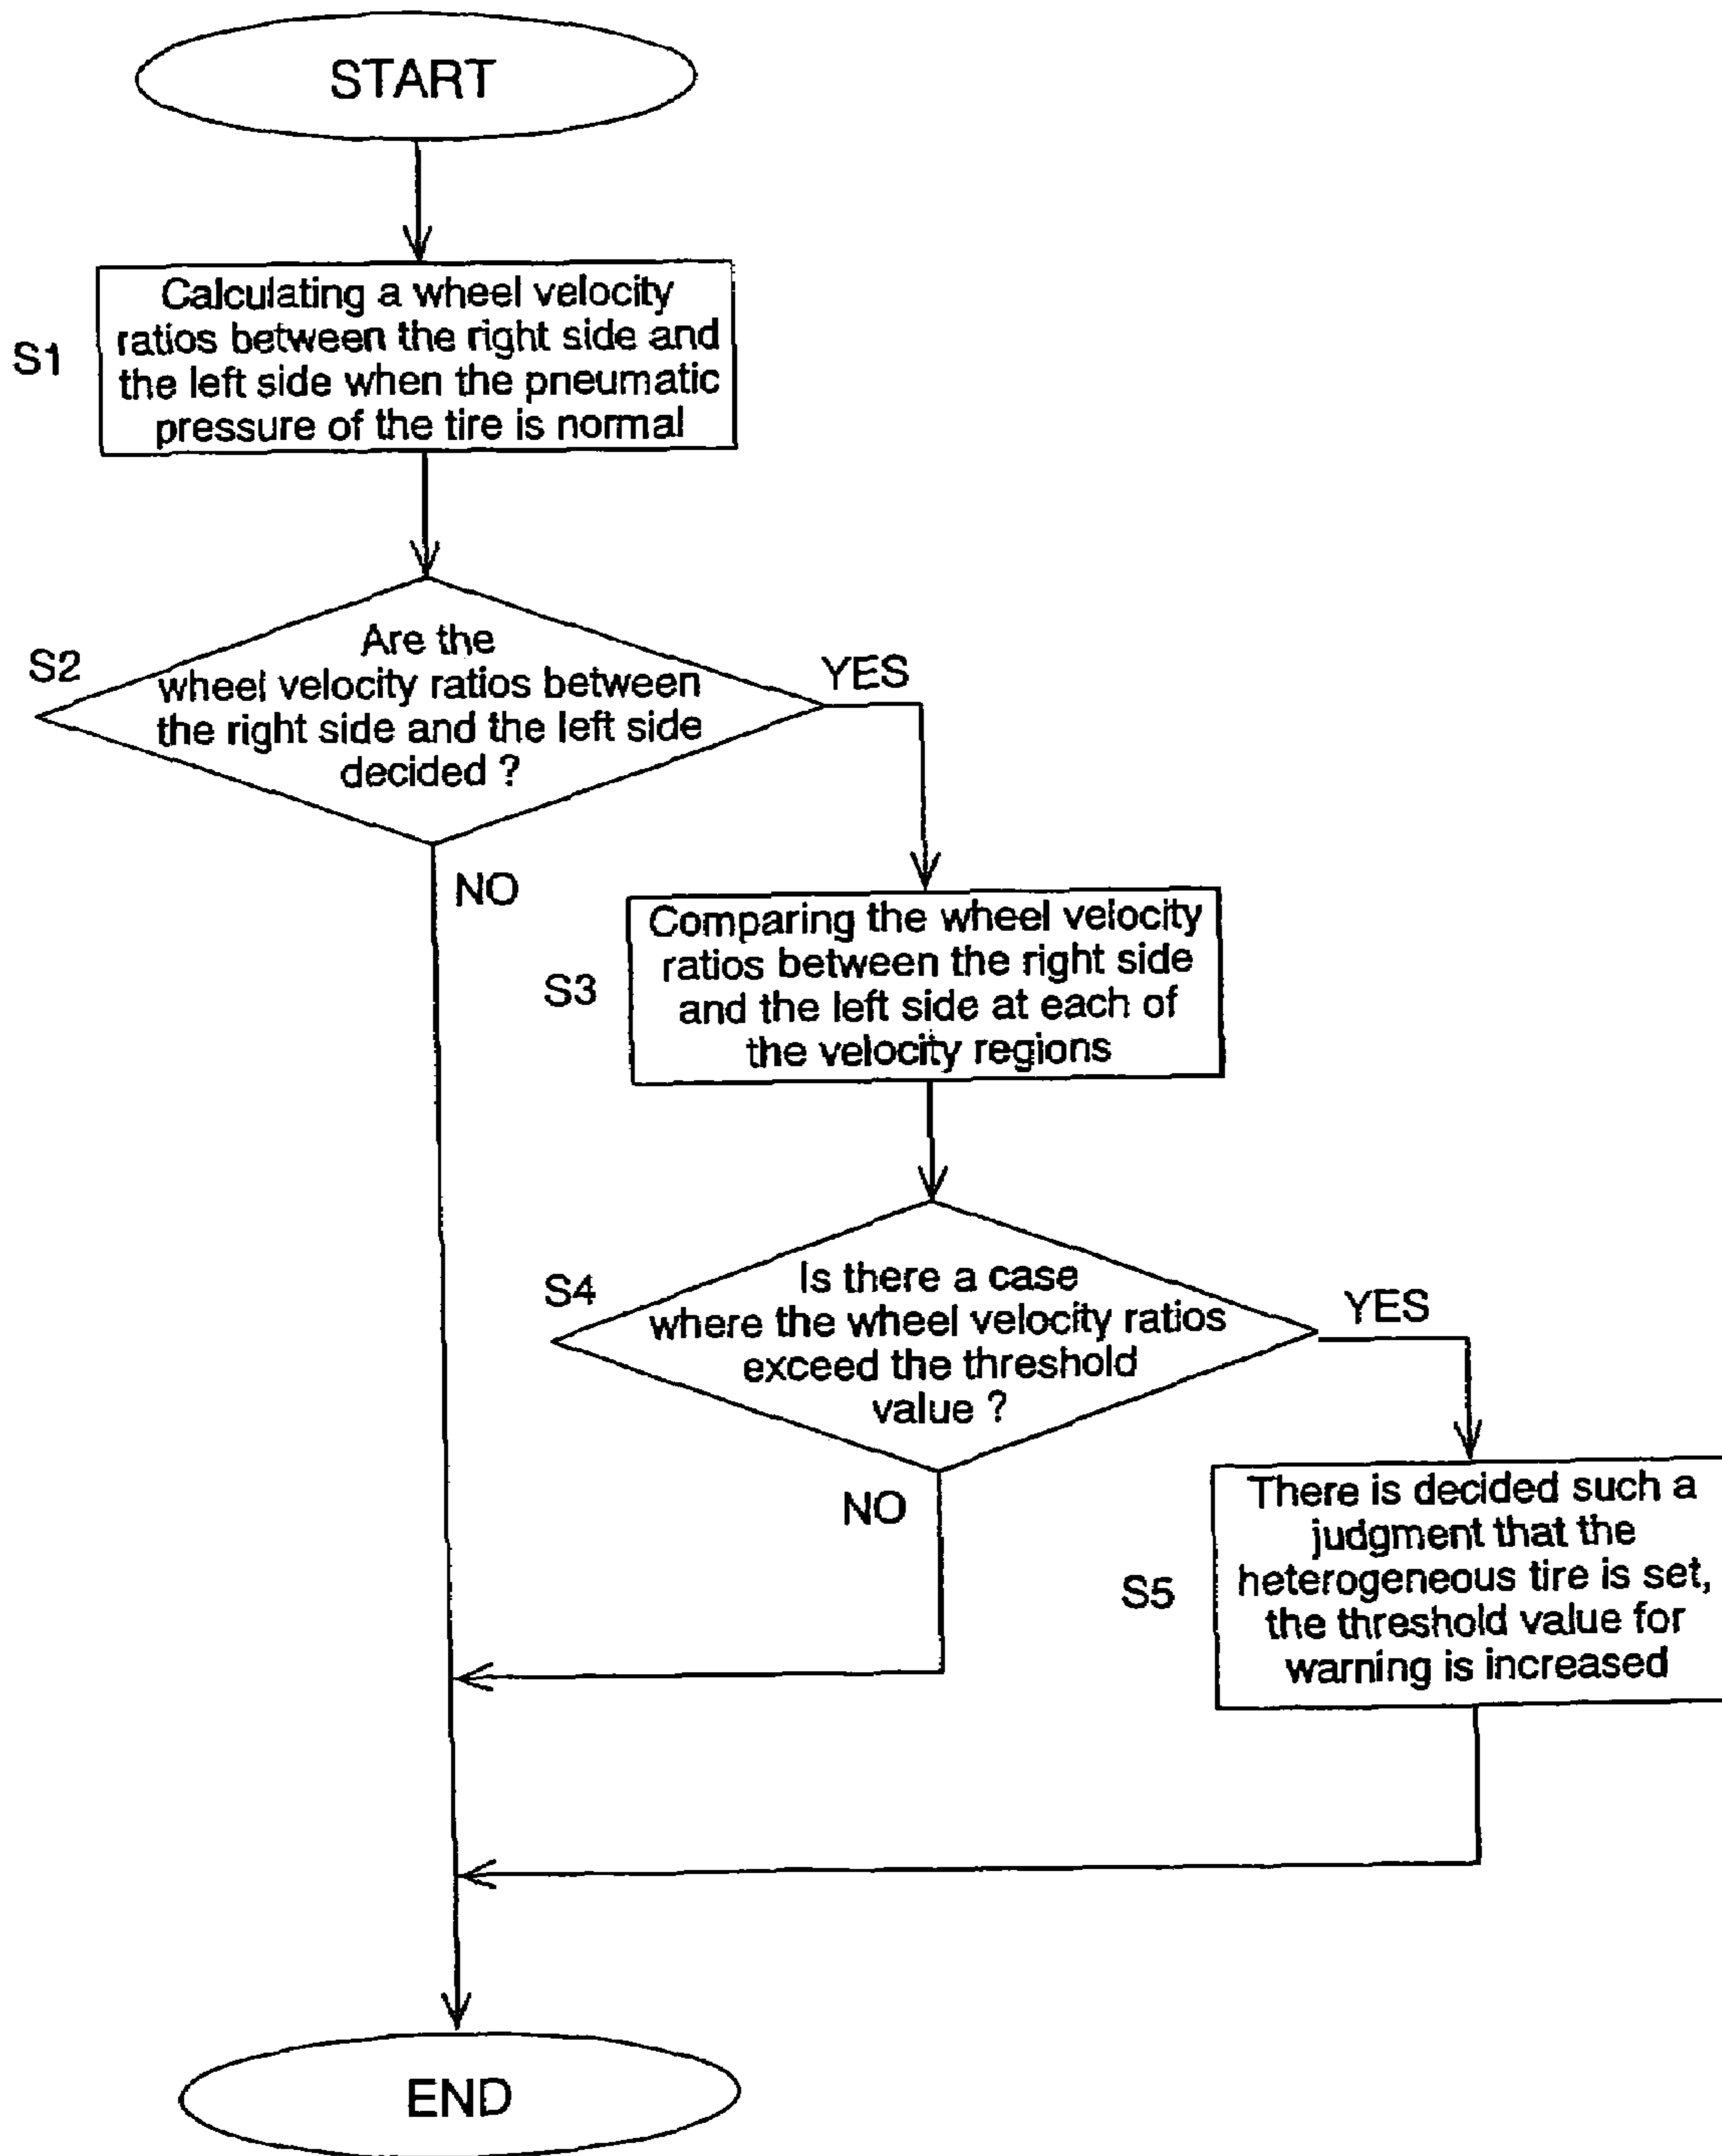 START
S1
Calculating a wheel velocity
ratios between the right side and
the left side when the pneumatic
pressure of the tire is normal
S2
Are the
wheel velocity ratios between
the right side and the left side
decided ?
YES
NO
S3
Comparing the wheel velocity
ratios between the right side
and the left side at each of
the velocity regions
S4
Is there a case
where the wheel velocity ratios
exceed the threshold
value ?
YES
NO
S5
There is decided such a
judgment that the
heterogeneous tire is set,
the threshold value for
warning is increased
END